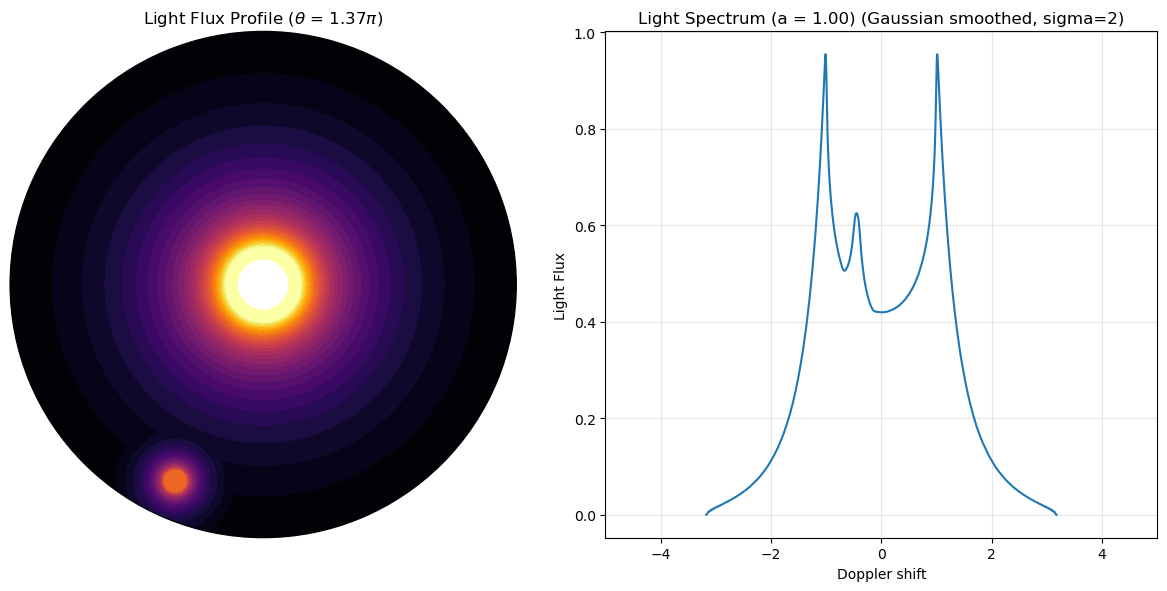 Light Flux Profile (θ = 1.37π)
Light Spectrum (a = 1.00) (Gaussian smoothed, sigma=2)
Light Flux
1.0
0.8
0.6
0.4
0.2
0.0
−4 −2 0 2 4
Doppler shift